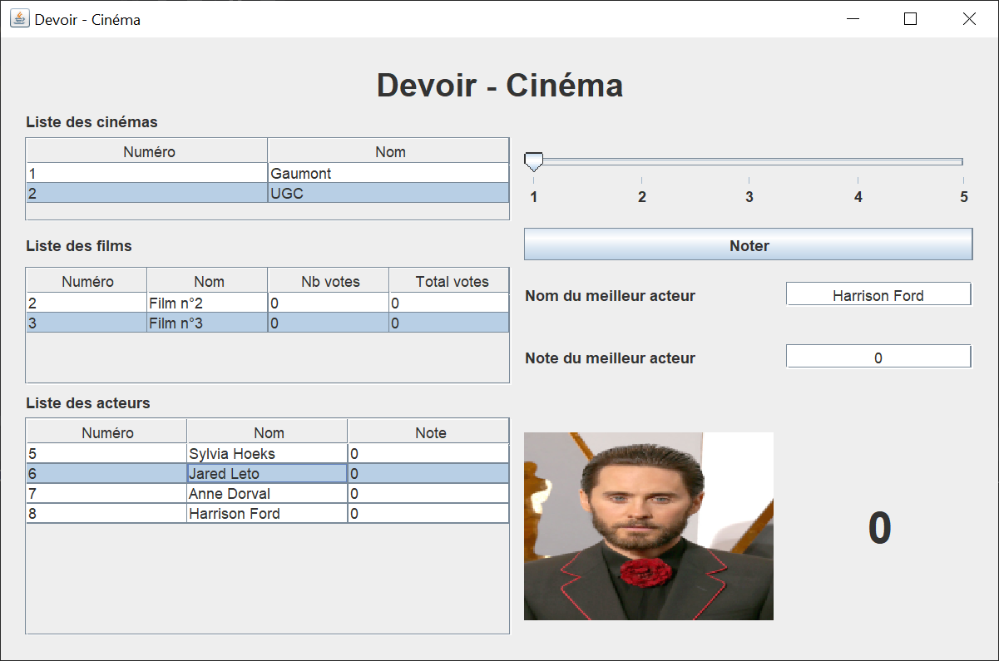 Devoir - Cinéma
Devoir - Cinéma
Liste des cinémas
Numéro Nom
1 Gaumont
2 UGC
1 2 3 4 5
Noter
Liste des films
Numéro Nom Nb votes Total votes
2 Film n°2 0 0
3 Film n°3 0 0
Nom du meilleur acteur Harrison Ford
Note du meilleur acteur 0
Liste des acteurs
Numéro Nom Note
5 Sylvia Hoeks 0
6 Jared Leto 0
7 Anne Dorval 0
8 Harrison Ford 0
0